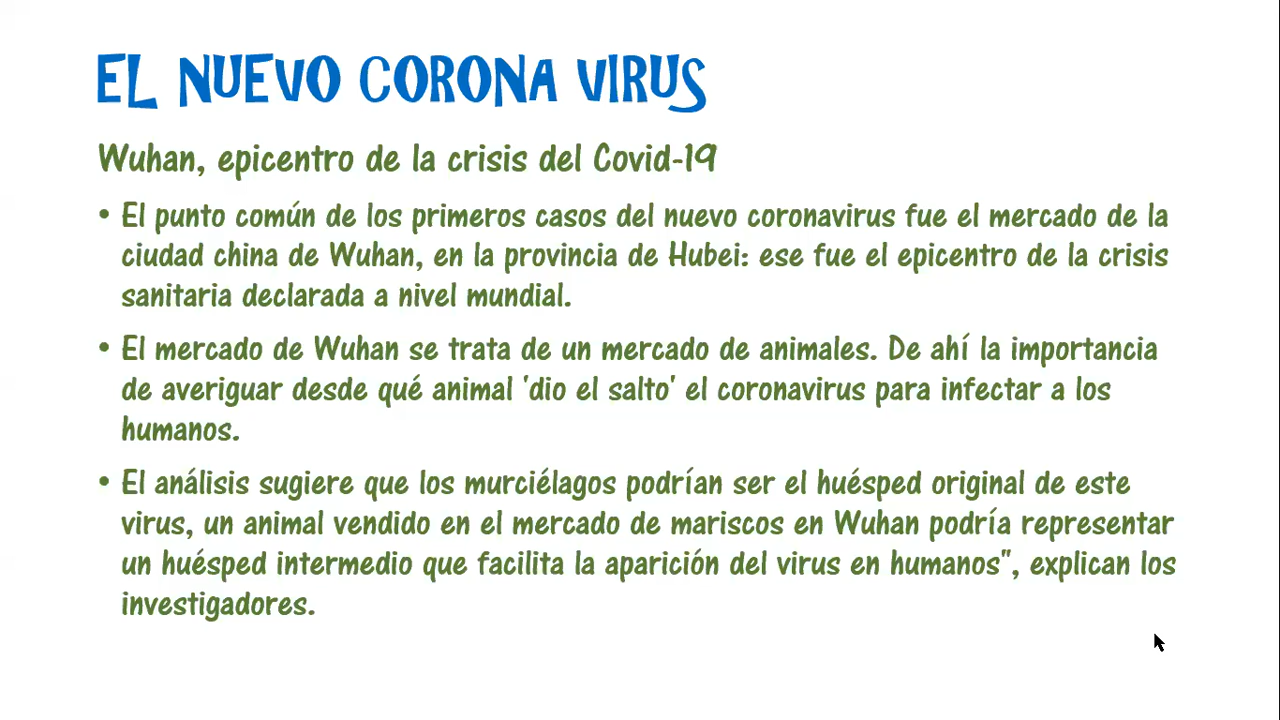 EL NUEVO CORONA VIRUS
Wuhan, epicentro de la crisis del Covid-19
• El punto común de los primeros casos del nuevo coronavirus fue el mercado de la
ciudad china de Wuhan, en la provincia de Hubei: ese fue el epicentro de la crisis
sanitaria declarada a nivel mundial.
• El mercado de Wuhan se trata de un mercado de animales. De ahí la importancia
de averiguar desde qué animal 'dio el salto' el coronavirus para infectar a los
humanos.
• El análisis sugiere que los murciélagos podrían ser el huésped original de este
virus, un animal vendido en el mercado de mariscos en Wuhan podría representar
un huésped intermedio que facilita la aparición del virus en humanos", explican los
investigadores.